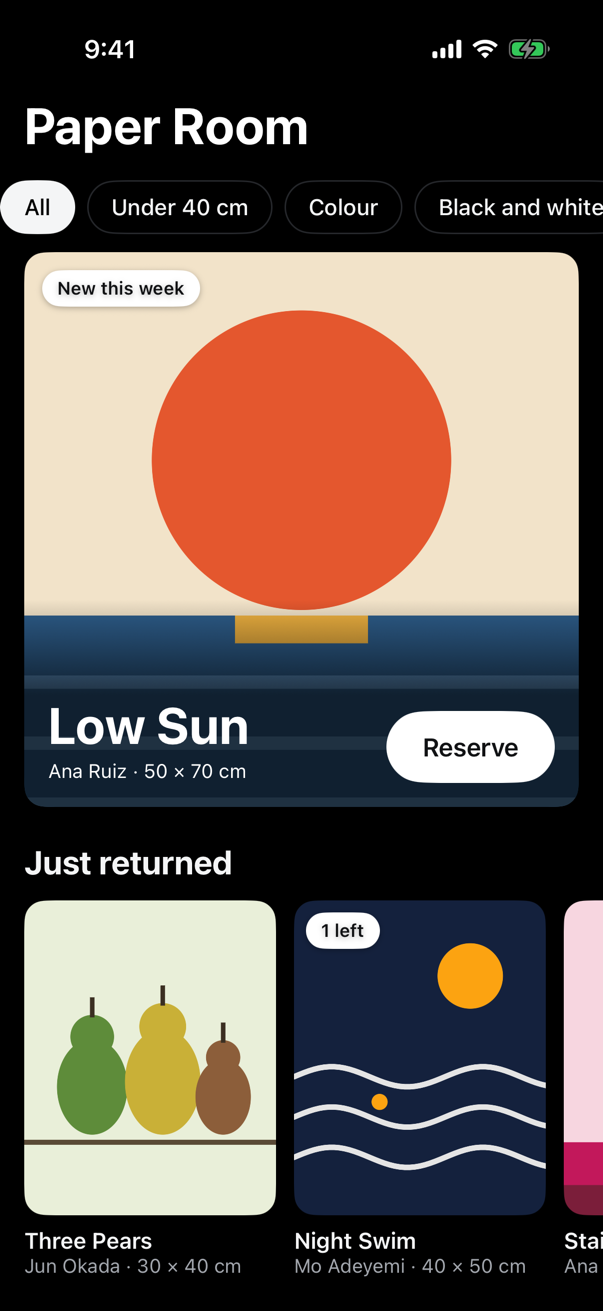 9:41
Paper Room
All
Under 40 cm
Colour
Black and white
New this week
Low Sun
Ana Ruiz · 50 × 70 cm
Reserve
Just returned
1 left
Three Pears
Jun Okada · 30 × 40 cm
Night Swim
Mo Adeyemi · 40 × 50 cm
Stai
Ana